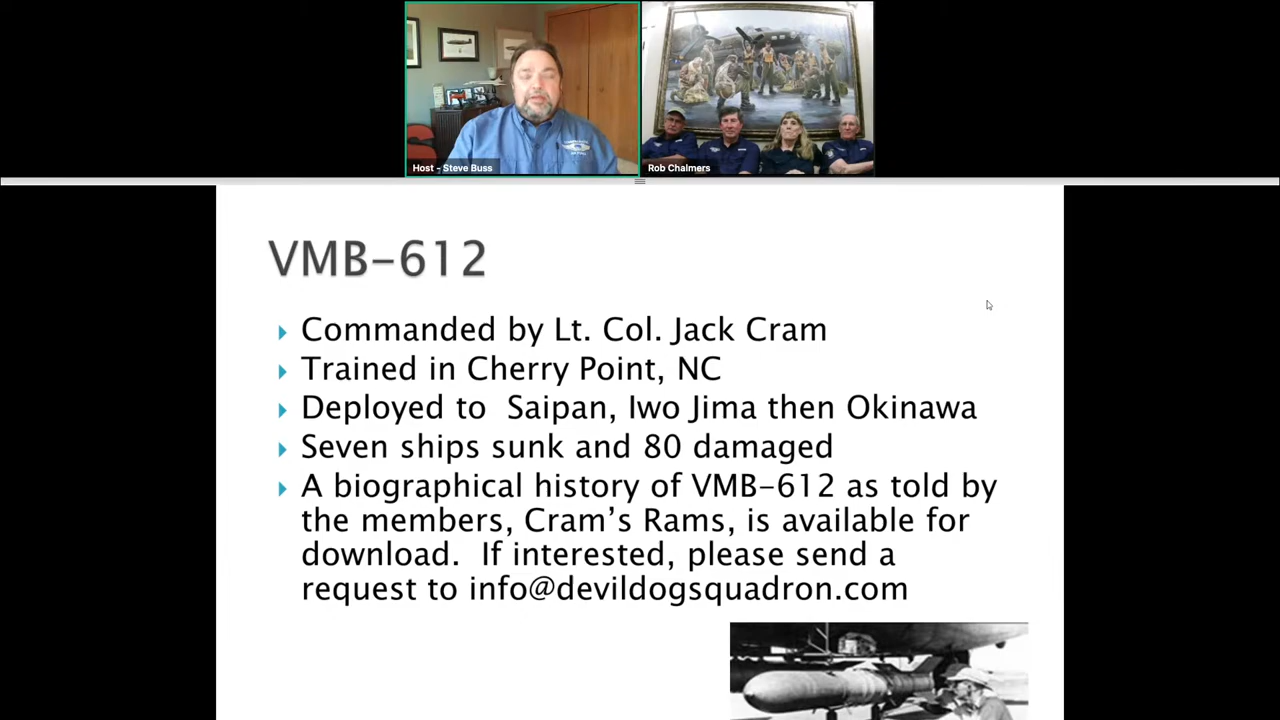 Host - Steve Buss
Rob Chalmers
VMB-612
Commanded by Lt. Col. Jack Cram
Trained in Cherry Point, NC
Deployed to  Saipan, Iwo Jima then Okinawa
Seven ships sunk and 80 damaged
A biographical history of VMB-612 as told by
the members, Cram’s Rams, is available for
download.  If interested, please send a
request to info@devildogsquadron.com